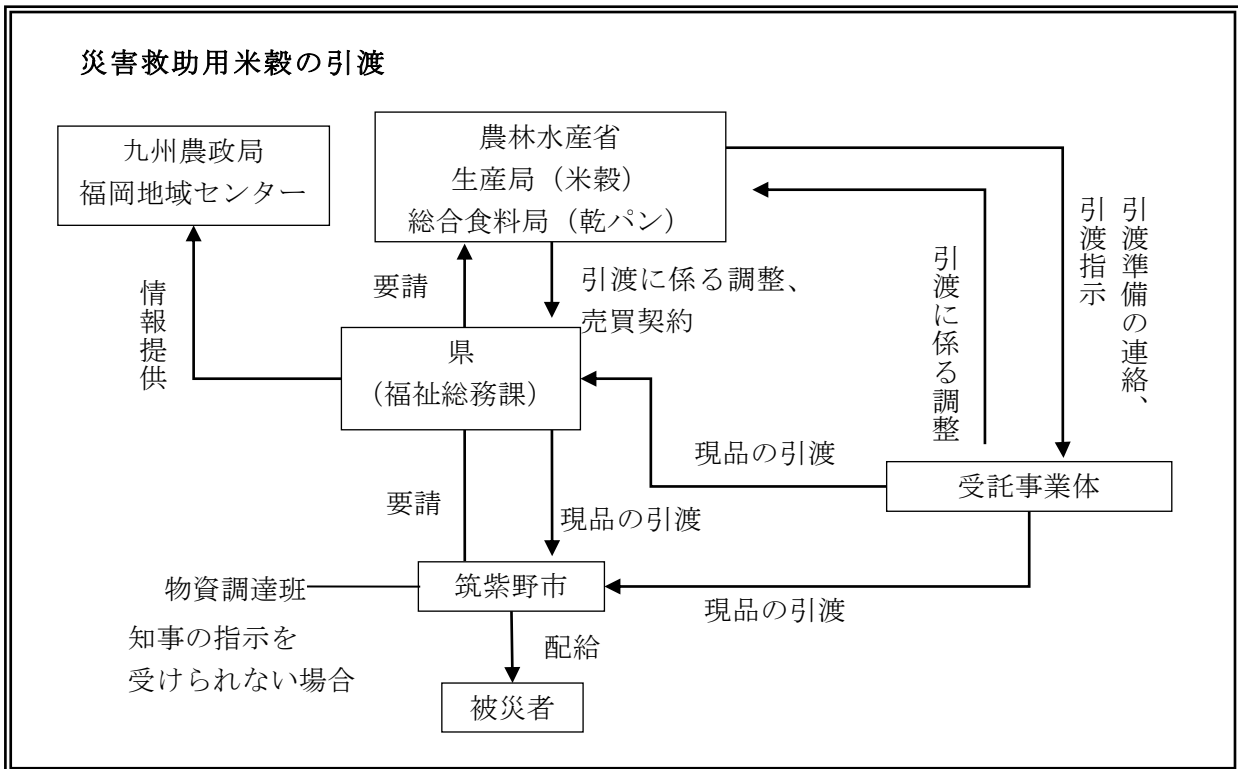 災害救助用米穀の引渡
九州農政局
福岡地域センター
農林水産省
生産局（米穀）
総合食料局（乾パン）
要請
引渡に係る調整、
売買契約
情報提供
引渡に係る調整
引渡準備の連絡、
引渡指示
県
（福祉総務課）
現品の引渡
受託事業体
要請
現品の引渡
物資調達班
筑紫野市
現品の引渡
知事の指示を
受けられない場合
配給
被災者